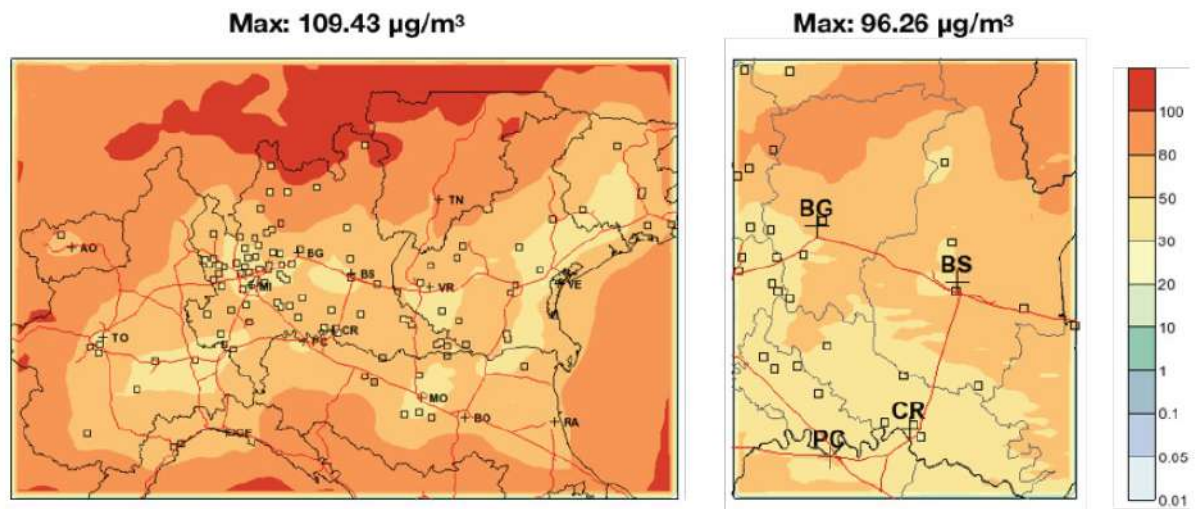 Max: 109.43 µg/m³
Max: 96.26 µg/m³
TN
AO
BG
BS
MI
VR
VE
TO
CR
PC
MO
BO
RA
GE
BG
BS
CR
PC
100
80
50
30
20
10
1
0.1
0.05
0.01